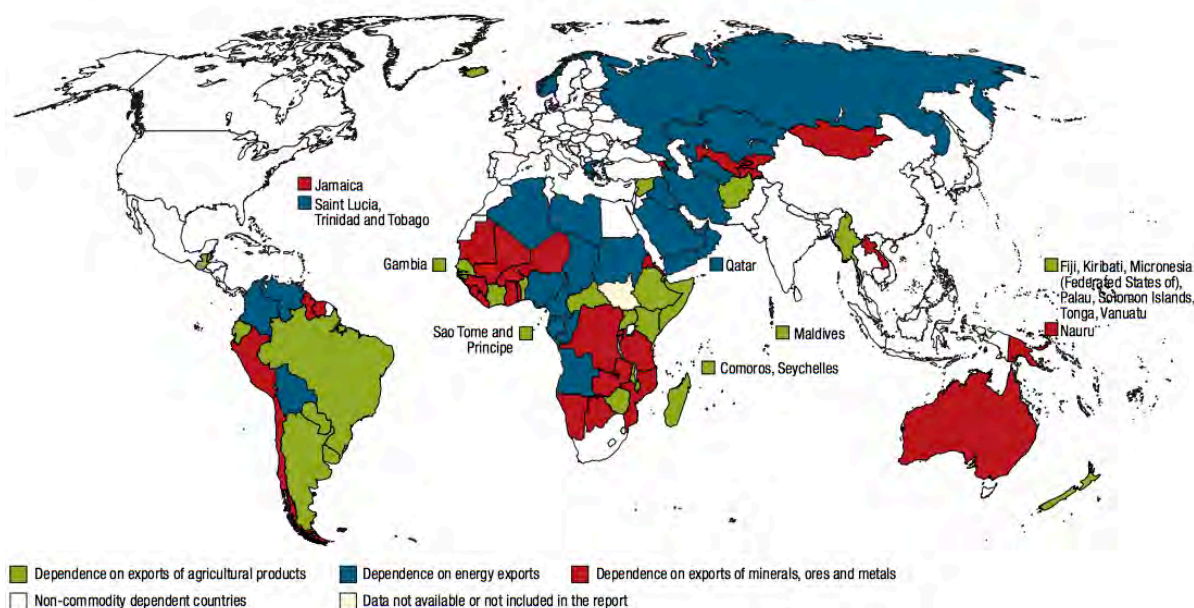 Jamaica
Saint Lucia,
Trinidad and Tobago
Gambia
Qatar
Fiji, Kiribati, Micronesia
(Federated States of),
Palau, Solomon Islands,
Tonga, Vanuatu
Nauru
Sao Tome and
Principe
Maldives
Comoros, Seychelles
Dependence on exports of agricultural products
Dependence on energy exports
Dependence on exports of minerals, ores and metals
Non-commodity dependent countries
Data not available or not included in the report